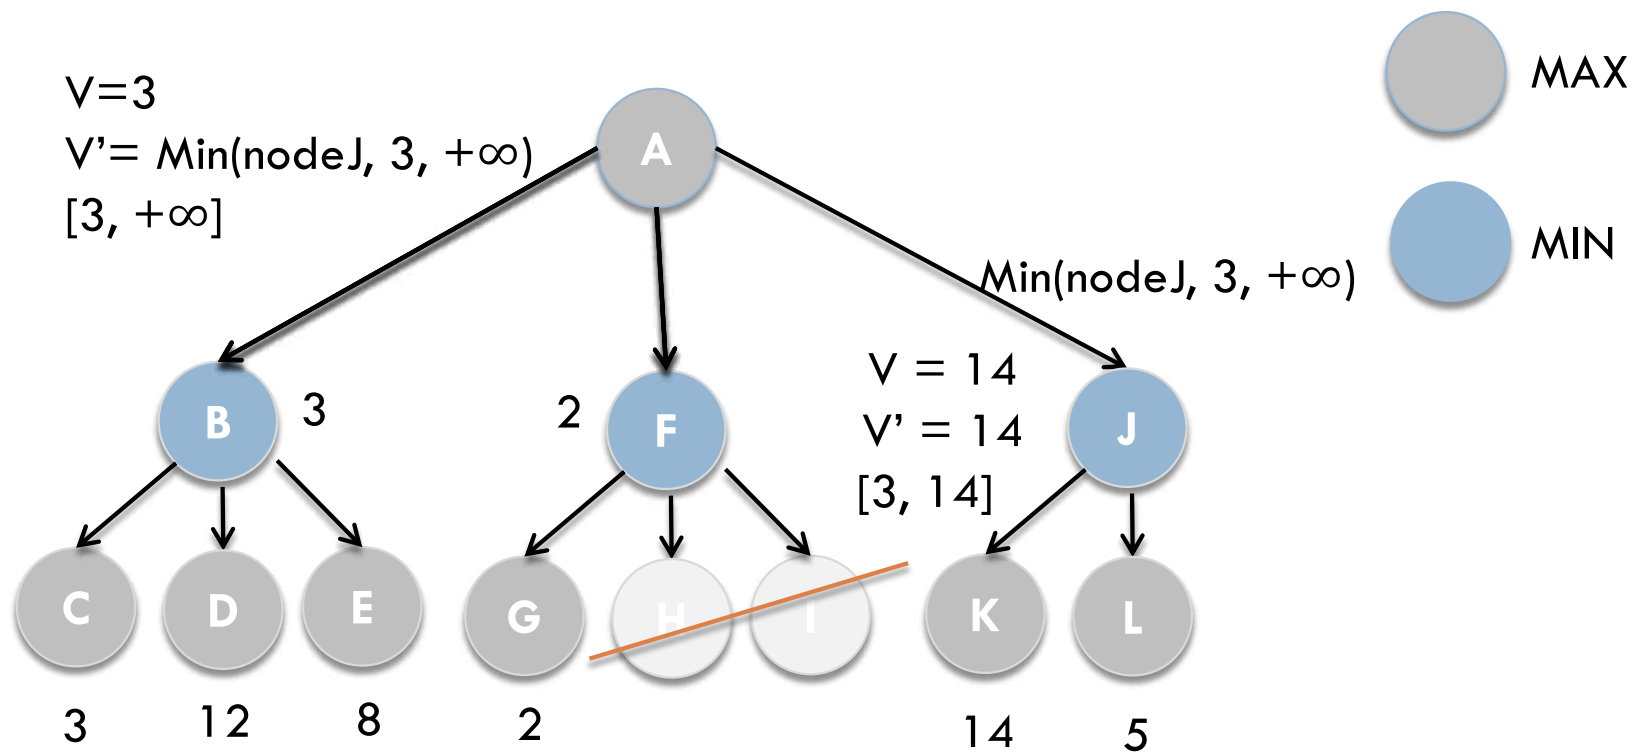 MAX
V=3
V'= Min(nodeJ, 3, +∞)
[3, +∞]
A
MIN
Min(nodeJ, 3, +∞)
V = 14
V' = 14
[3, 14]
B
3
2
F
J
C
D
E
G
H
I
K
L
3
12
8
2
14
5